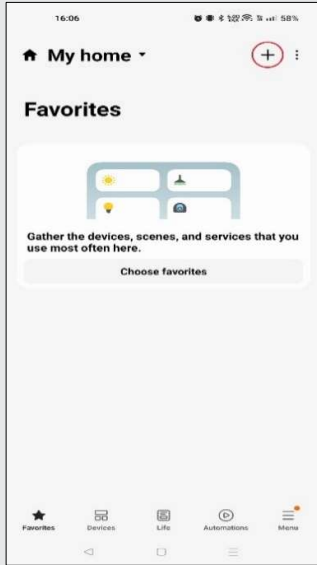 16:06
58%
My home
Favorites
Gather the devices, scenes, and services that you
use most often here.
Choose favorites
Favorites Devices Life Automations Menu